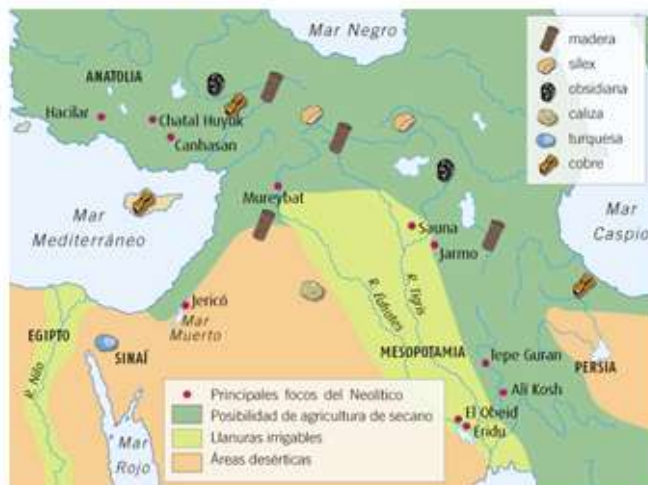 Mar Negro
madera
sílex
obsidiana
caliza
turquesa
cobre
ANATOLIA
Hacilar
Chatal Huyuk
Canhasan
Mureybat
Sauna
Jarmo
Mar
Mediterráneo
Mar
Caspio
R. Tigris
R. Éufrates
Jericó
Mar
Muerto
EGIPTO
SINAÍ
R. Nilo
MESOPOTAMIA
Tepe Guran
PERSIA
Ali Kosh
El Obeid
Eridu
Mar
Rojo
Principales focos del Neolítico
Posibilidad de agricultura de secano
Llanuras irrigables
Áreas desérticas